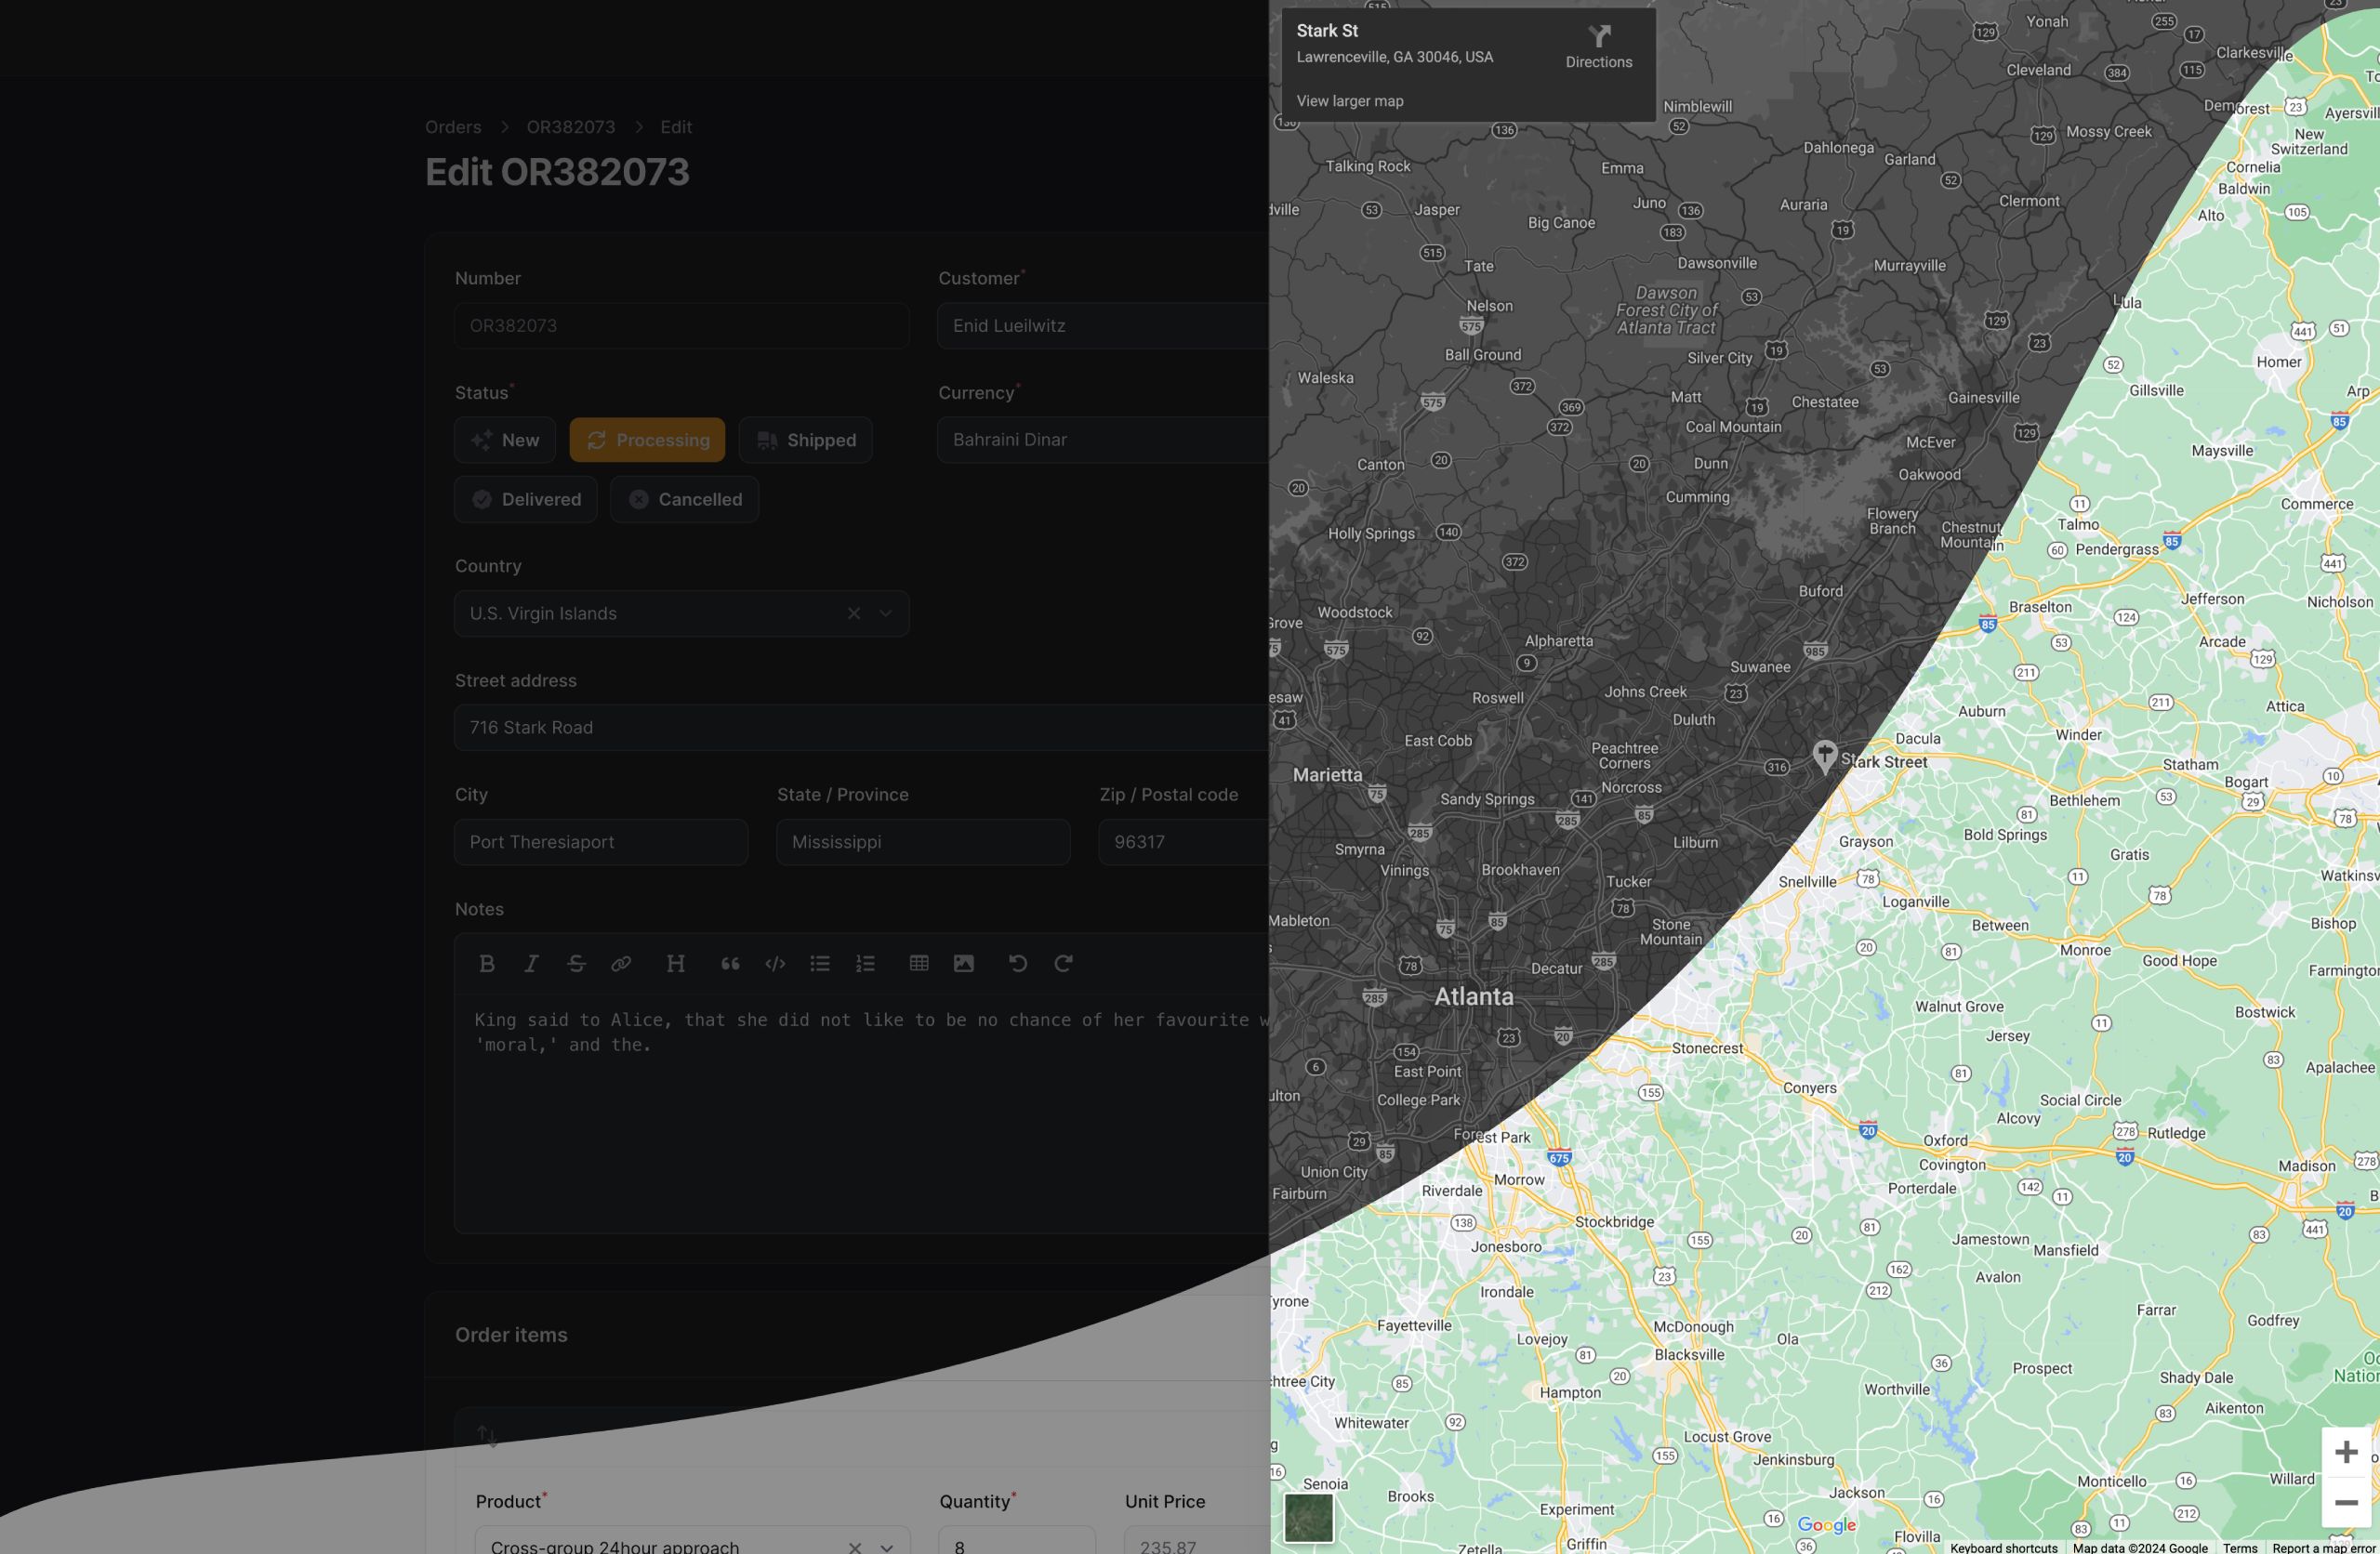 Orders > OR382073 > Edit
Edit OR382073
Number
OR382073
Customer*
Enid Lueilwitz
Status*
New
Processing
Shipped
Delivered
Cancelled
Currency*
Bahraini Dinar
Country
U.S. Virgin Islands
Street address
716 Stark Road
City
Port Theresiaport
State / Province
Mississippi
Zip / Postal code
96317
Notes
King said to Alice, that she did not like to be no chance of her favourite w
'moral,' and the.
Order items
Product*
Cross-group 24hour approach
Quantity*
8
Unit Price
235.87
Stark St
Lawrenceville, GA 30046, USA
Directions
View larger map
Yonah
Clarkesville
Cleveland
Nimblewill
Demorest
Ayersvill
Mossy Creek
New
Switzerland
Dahlonega
Garland
Talking Rock
Emma
Cornelia
Baldwin
Clermont
Alto
Juno
Auraria
Jasper
Big Canoe
Tate
Dawsonville
Murrayville
Dawson
Forest City of
Atlanta Tract
Nelson
Lula
Ball Ground
Silver City
Homer
Waleska
Matt
Chestatee
Gainesville
Gillsville
Arp
Coal Mountain
McEver
Maysville
Canton
Dunn
Oakwood
Cumming
Commerce
Flowery
Branch
Chestnut
Mountain
Talmo
Holly Springs
Pendergrass
Buford
Jefferson
Nicholson
Woodstock
Braselton
Alpharetta
Arcade
Suwanee
Johns Creek
Roswell
Attica
Auburn
Duluth
Winder
East Cobb
Dacula
Peachtree
Corners
Stark Street
Statham
Marietta
Bogart
Norcross
Sandy Springs
Bethlehem
Bold Springs
Smyrna
Lilburn
Grayson
Gratis
Vinings
Brookhaven
Tucker
Snellville
Watkinsv
Loganville
Mableton
Stone
Mountain
Between
Bishop
Monroe
Good Hope
Decatur
Farmington
Atlanta
Walnut Grove
Bostwick
Jersey
Stonecrest
East Point
Conyers
Apalachee
College Park
Social Circle
Alcovy
Forest Park
Oxford
Rutledge
Union City
Covington
Madison
Morrow
Fairburn
Riverdale
Porterdale
Stockbridge
Jonesboro
Jamestown
Mansfield
Avalon
Irondale
Farrar
Fayetteville
McDonough
Godfrey
Lovejoy
Ola
Blacksville
Prospect
Shady Dale
Hampton
Worthville
Aikenton
Whitewater
Locust Grove
Jenkinsburg
Monticello
Willard
Senoia
Brooks
Jackson
Experiment
Google
Flovilla
Griffin
Zetella
Keyboard shortcuts
Map data ©2024 Google
Terms
Report a map error